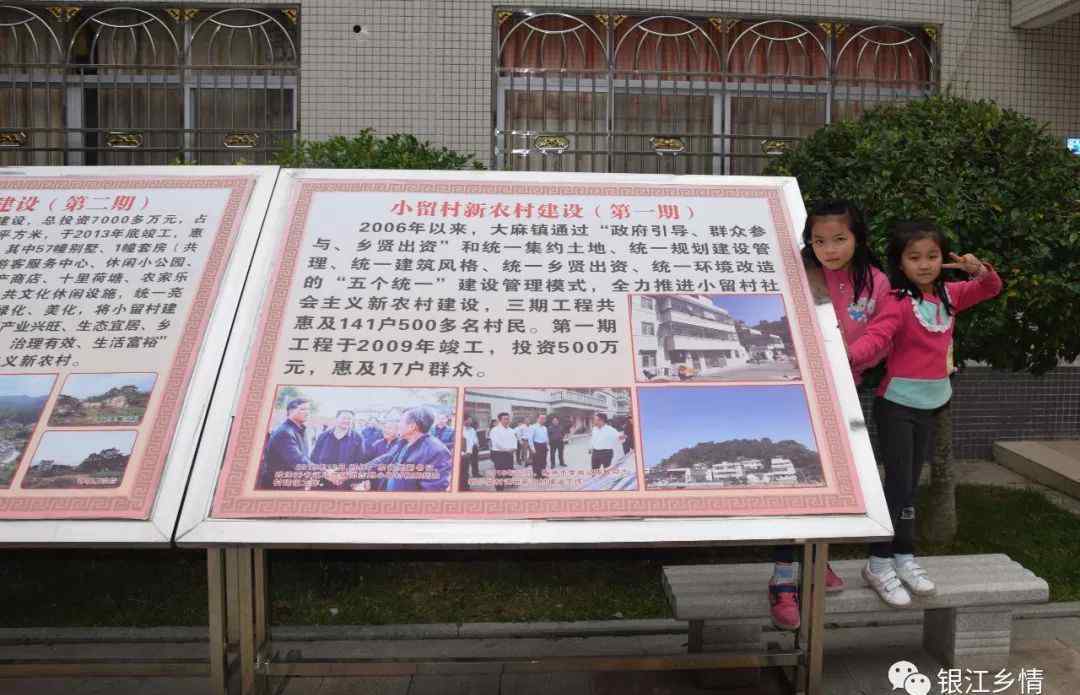 建设（第二期）
建设，总投资7000多万元，占
平方米，于2013年底竣工，惠
其中57幢别墅、1幢套房（共
游客服务中心、休闲小公园、
产商店、十里荷塘、农家乐
共文化休闲设施，统一亮
绿化、美化，将小留村建
产业兴旺、生态宜居、乡
治理有效、生活富裕”
义新农村。
小留村新农村建设（第一期）
2006年以来，大麻镇通过“政府引导、群众参
与、乡贤出资”和统一集约土地、统一规划建设管
理、统一建筑风格、统一乡贤出资、统一环境改造
的“五个统一”建设管理模式，全力推进小留村社
会主义新农村建设，三期工程共
惠及141户500多名村民。第一期
工程于2009年竣工，投资500万
元，惠及17户群众。
银江乡情